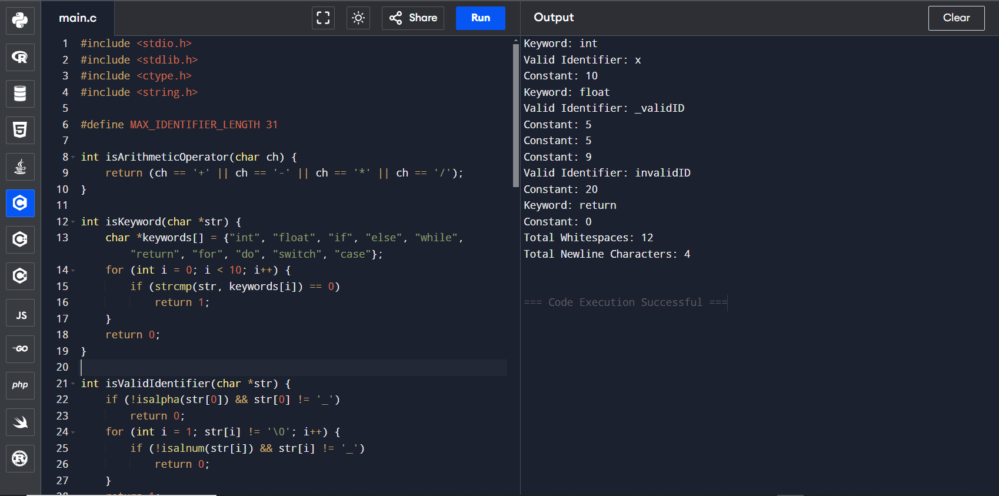 main.c
Share
Run
Output
Clear
1 #include <stdio.h>
2 #include <stdlib.h>
3 #include <ctype.h>
4 #include <string.h>
5
6 #define MAX_IDENTIFIER_LENGTH 31
7
8 int isArithmeticOperator(char ch) {
9     return (ch == '+' || ch == '-' || ch == '*' || ch == '/');
10 }
11
12 int isKeyword(char *str) {
13     char *keywords[] = {"int", "float", "if", "else", "while",
        "return", "for", "do", "switch", "case"};
14     for (int i = 0; i < 10; i++) {
15         if (strcmp(str, keywords[i]) == 0)
16             return 1;
17     }
18     return 0;
19 }
20
21 int isValidIdentifier(char *str) {
22     if (!isalpha(str[0]) && str[0] != '_')
23         return 0;
24     for (int i = 1; str[i] != '\0'; i++) {
25         if (!isalnum(str[i]) && str[i] != '_')
26             return 0;
27     }
28     return 1;
Keyword: int
Valid Identifier: x
Constant: 10
Keyword: float
Valid Identifier: _validID
Constant: 5
Constant: 5
Constant: 9
Valid Identifier: invalidID
Constant: 20
Keyword: return
Constant: 0
Total Whitespaces: 12
Total Newline Characters: 4
=== Code Execution Successful ===
R
5
C
C
C
JS
GO
php
R